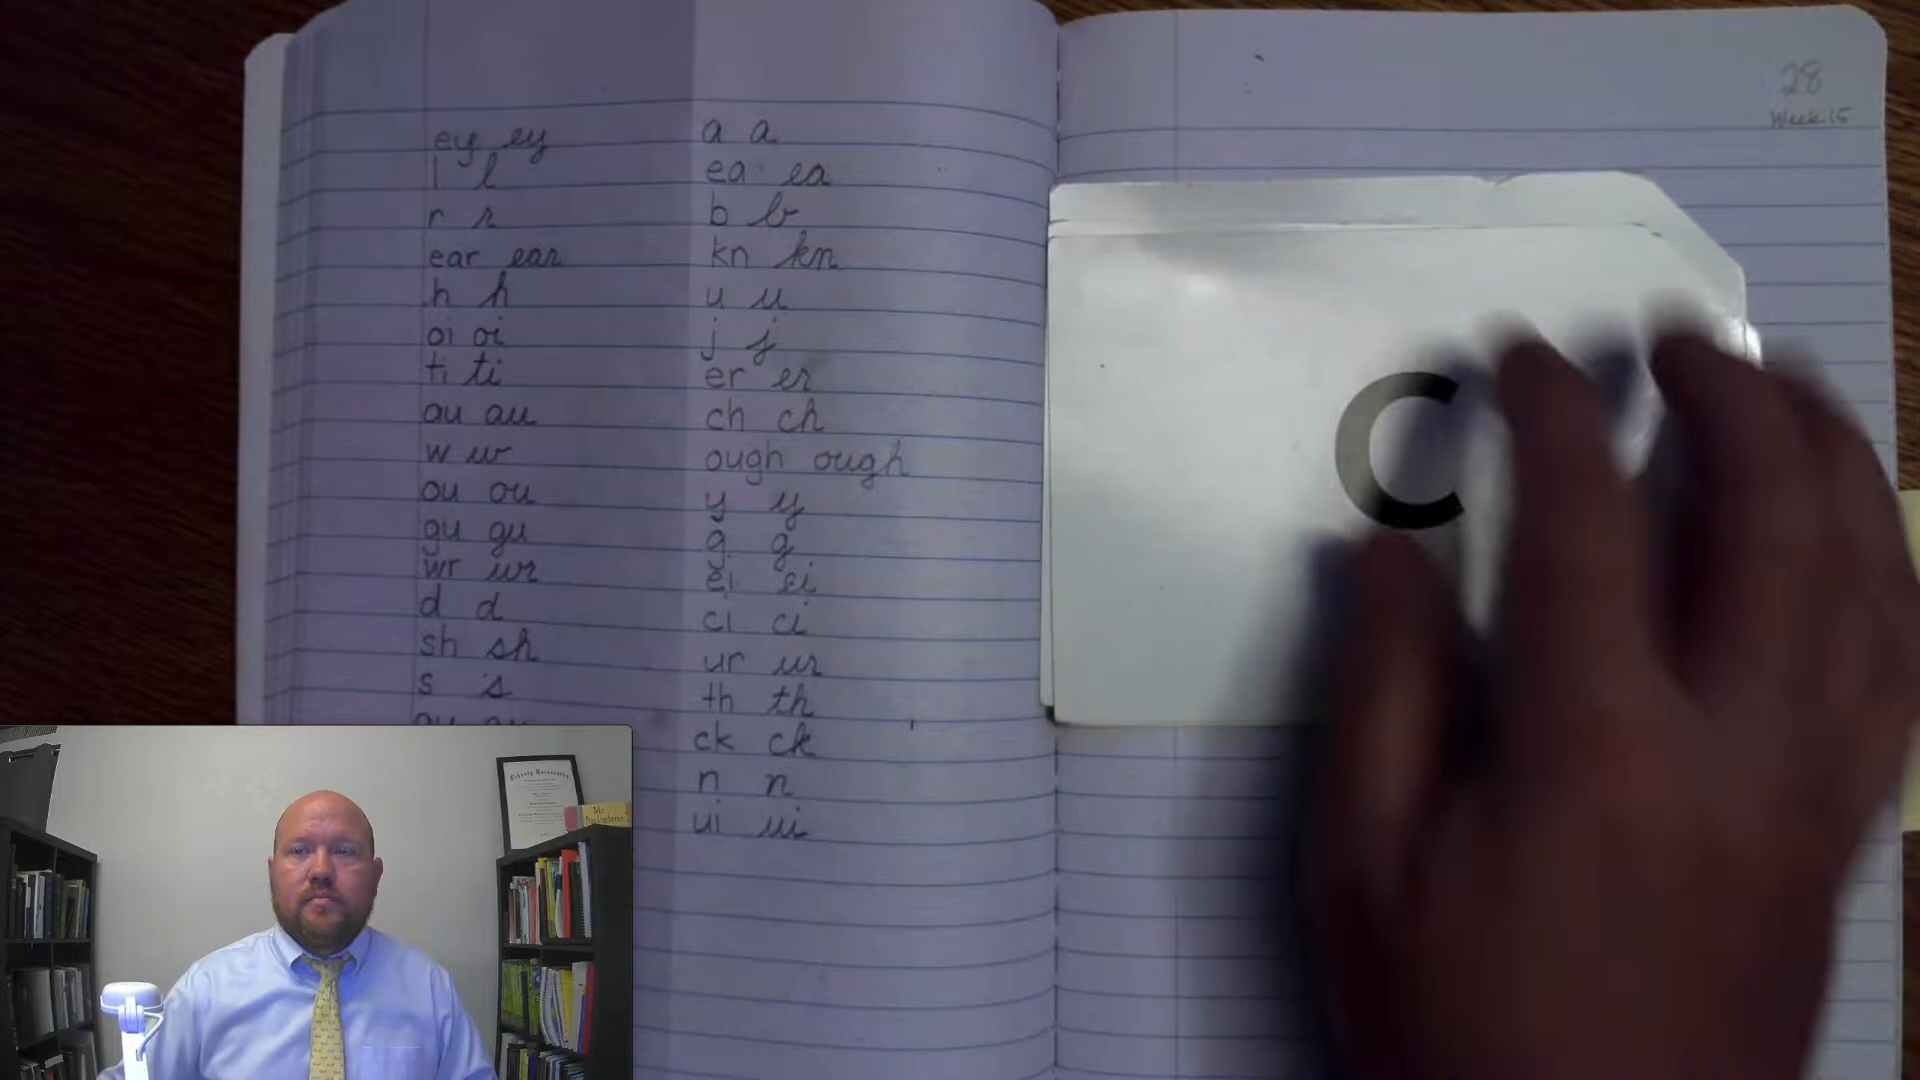 ey ey
l l
r r
ear ear
h h
oi oi
ti ti
au au
w w
ou ou
gu gu
wr wr
d d
sh sh
s s
a a
ea ea
b b
kn kn
u u
j j
er er
ch ch
ough ough
y y
g g
ei ei
ci ci
ur ur
th th
ck ck
n n
ui ui
28
Week 15
C
Mr.